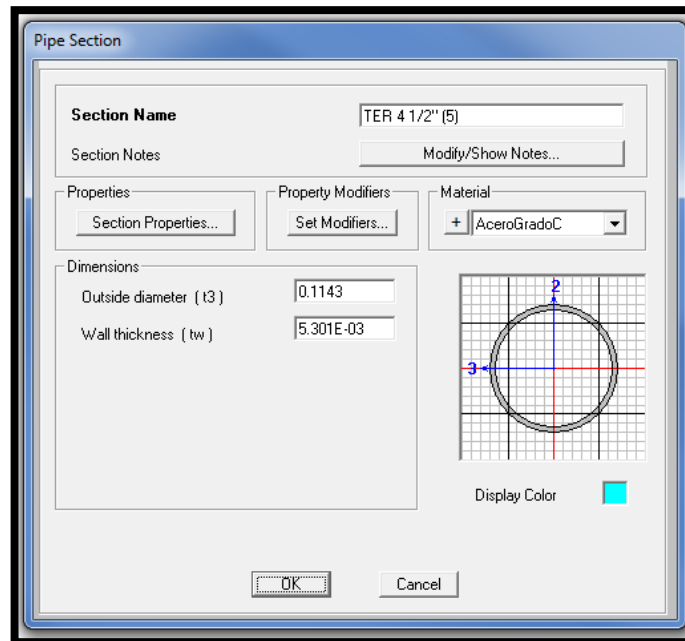 Pipe Section
Section Name
TER 4 1/2" (5)
Section Notes
Modify/Show Notes...
Properties
Section Properties...
Property Modifiers
Set Modifiers...
Material
+ AceroGradoC
Dimensions
Outside diameter ( t3 )
0.1143
Wall thickness ( tw )
5.301E-03
2
3
Display Color
OK
Cancel